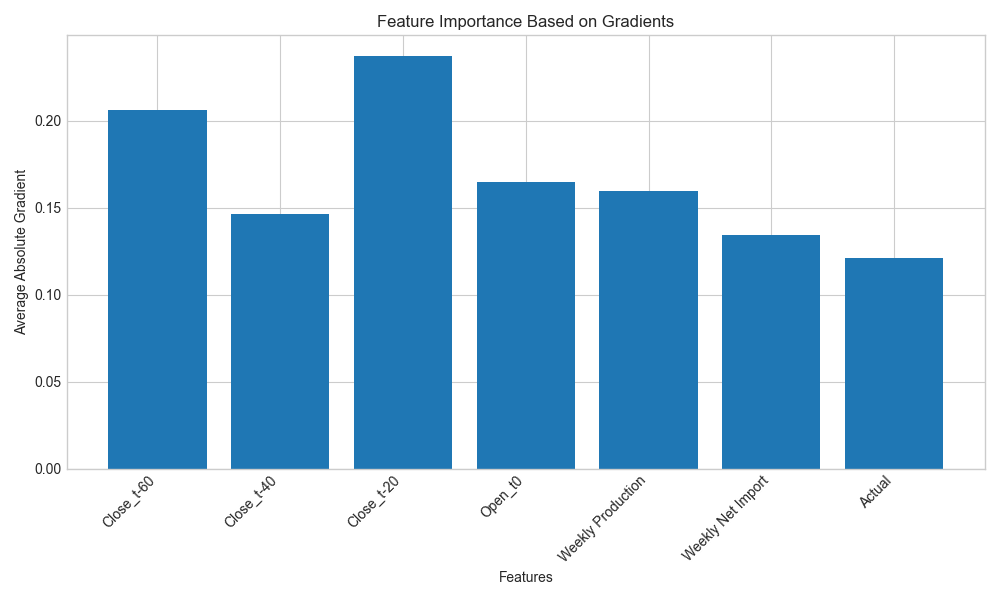 Feature Importance Based on Gradients
Average Absolute Gradient
0.20
0.15
0.10
0.05
0.00
Close_t-60
Close_t-40
Close_t-20
Open_t0
Weekly Production
Weekly Net Import
Actual
Features